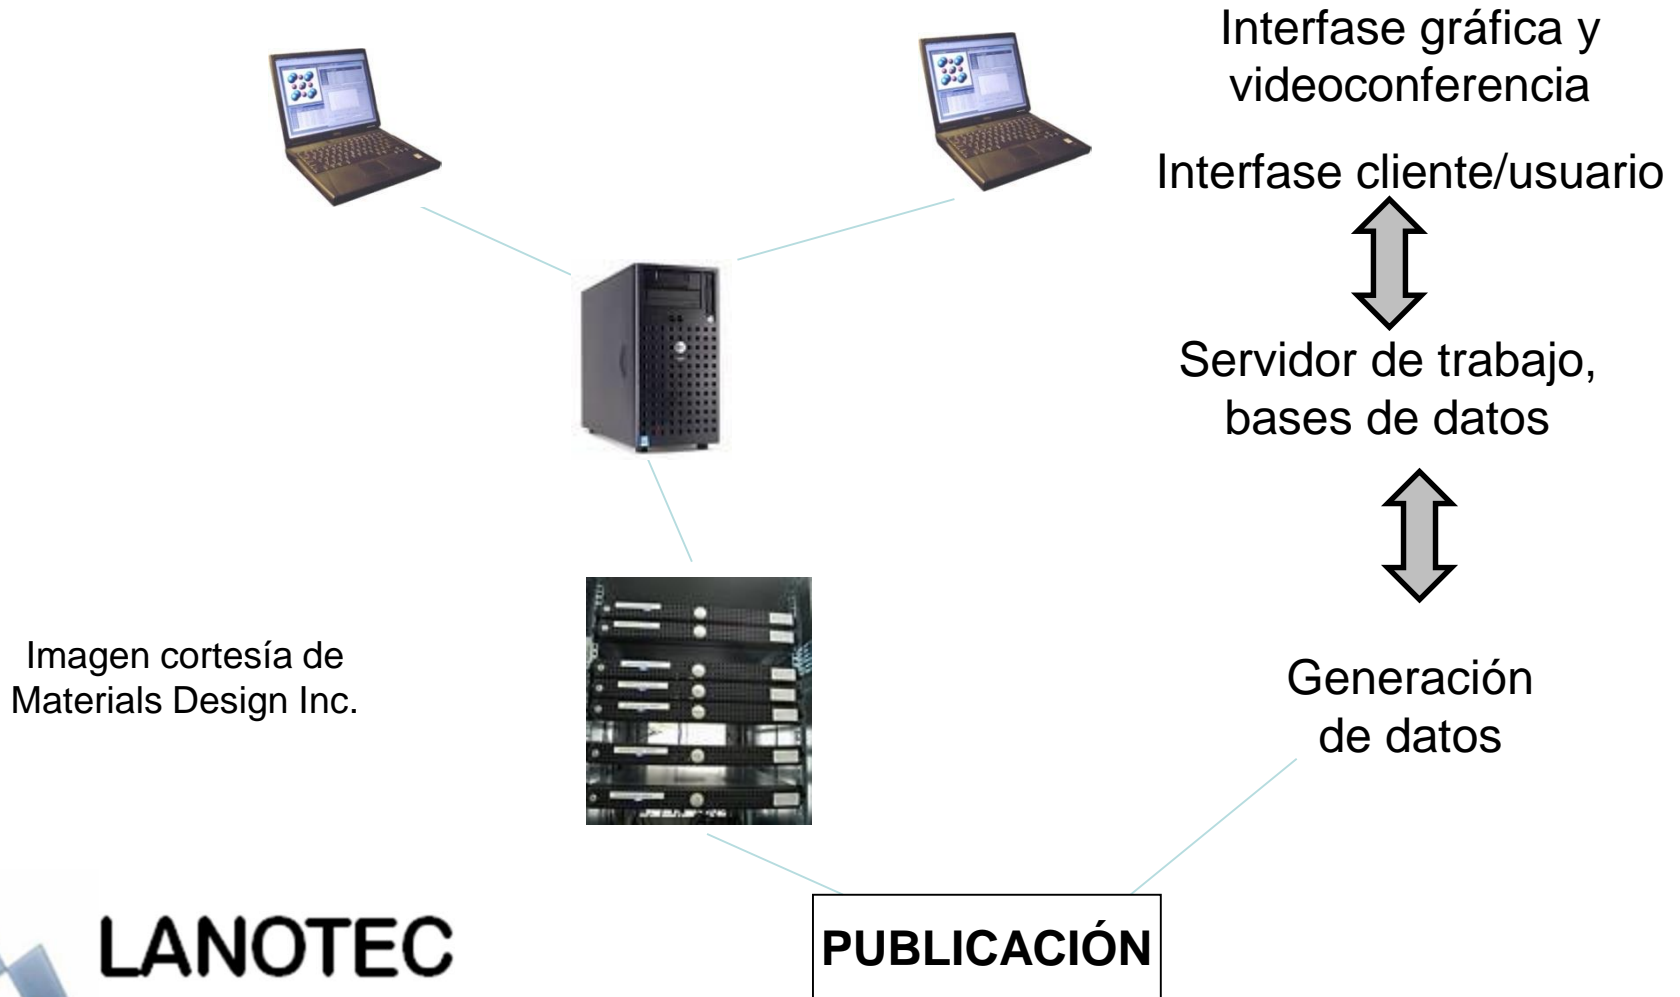 Interfase gráfica y
videoconferencia
Interfase cliente/usuario
Servidor de trabajo,
bases de datos
Imagen cortesía de
Materials Design Inc.
Generación
de datos
LANOTEC
PUBLICACIÓN